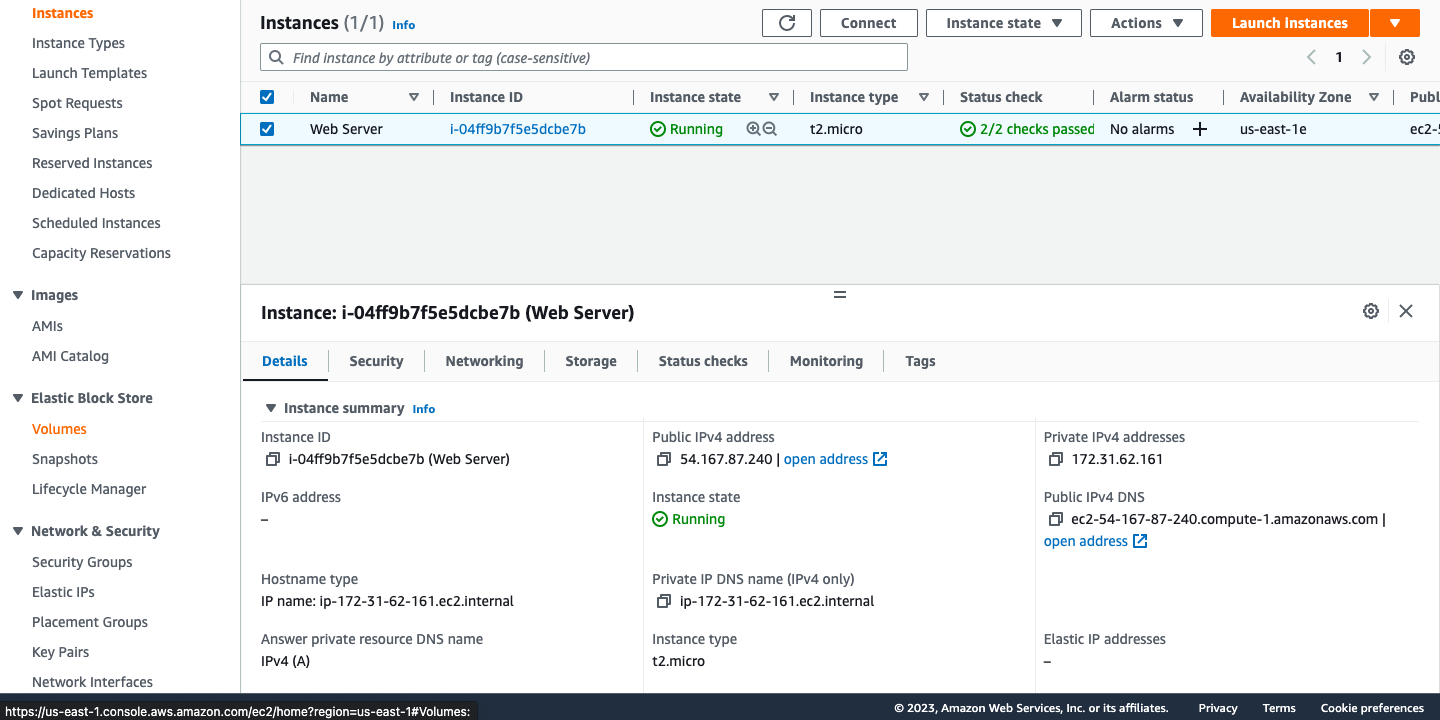 Instances
Instance Types
Launch Templates
Spot Requests
Savings Plans
Reserved Instances
Dedicated Hosts
Scheduled Instances
Capacity Reservations
Images
AMIs
AMI Catalog
Elastic Block Store
Volumes
Snapshots
Lifecycle Manager
Network & Security
Security Groups
Elastic IPs
Placement Groups
Key Pairs
Network Interfaces
Instances (1/1) Info
Connect
Instance state
Actions
Launch instances
Find instance by attribute or tag (case-sensitive)
1
Name Instance ID Instance state Instance type Status check Alarm status Availability Zone Publ
Web Server i-04ff9b7f5e5dcbe7b Running t2.micro 2/2 checks passed No alarms + us-east-1e ec2-5
Instance: i-04ff9b7f5e5dcbe7b (Web Server)
Details Security Networking Storage Status checks Monitoring Tags
Instance summary Info
Instance ID
i-04ff9b7f5e5dcbe7b (Web Server)
Public IPv4 address
54.167.87.240 | open address
Private IPv4 addresses
172.31.62.161
IPv6 address
–
Instance state
Running
Public IPv4 DNS
ec2-54-167-87-240.compute-1.amazonaws.com |
open address
Hostname type
IP name: ip-172-31-62-161.ec2.internal
Private IP DNS name (IPv4 only)
ip-172-31-62-161.ec2.internal
Answer private resource DNS name
IPv4 (A)
Instance type
t2.micro
Elastic IP addresses
–
https://us-east-1.console.aws.amazon.com/ec2/home?region=us-east-1#Volumes:
© 2023, Amazon Web Services, Inc. or its affiliates. Privacy Terms Cookie preferences